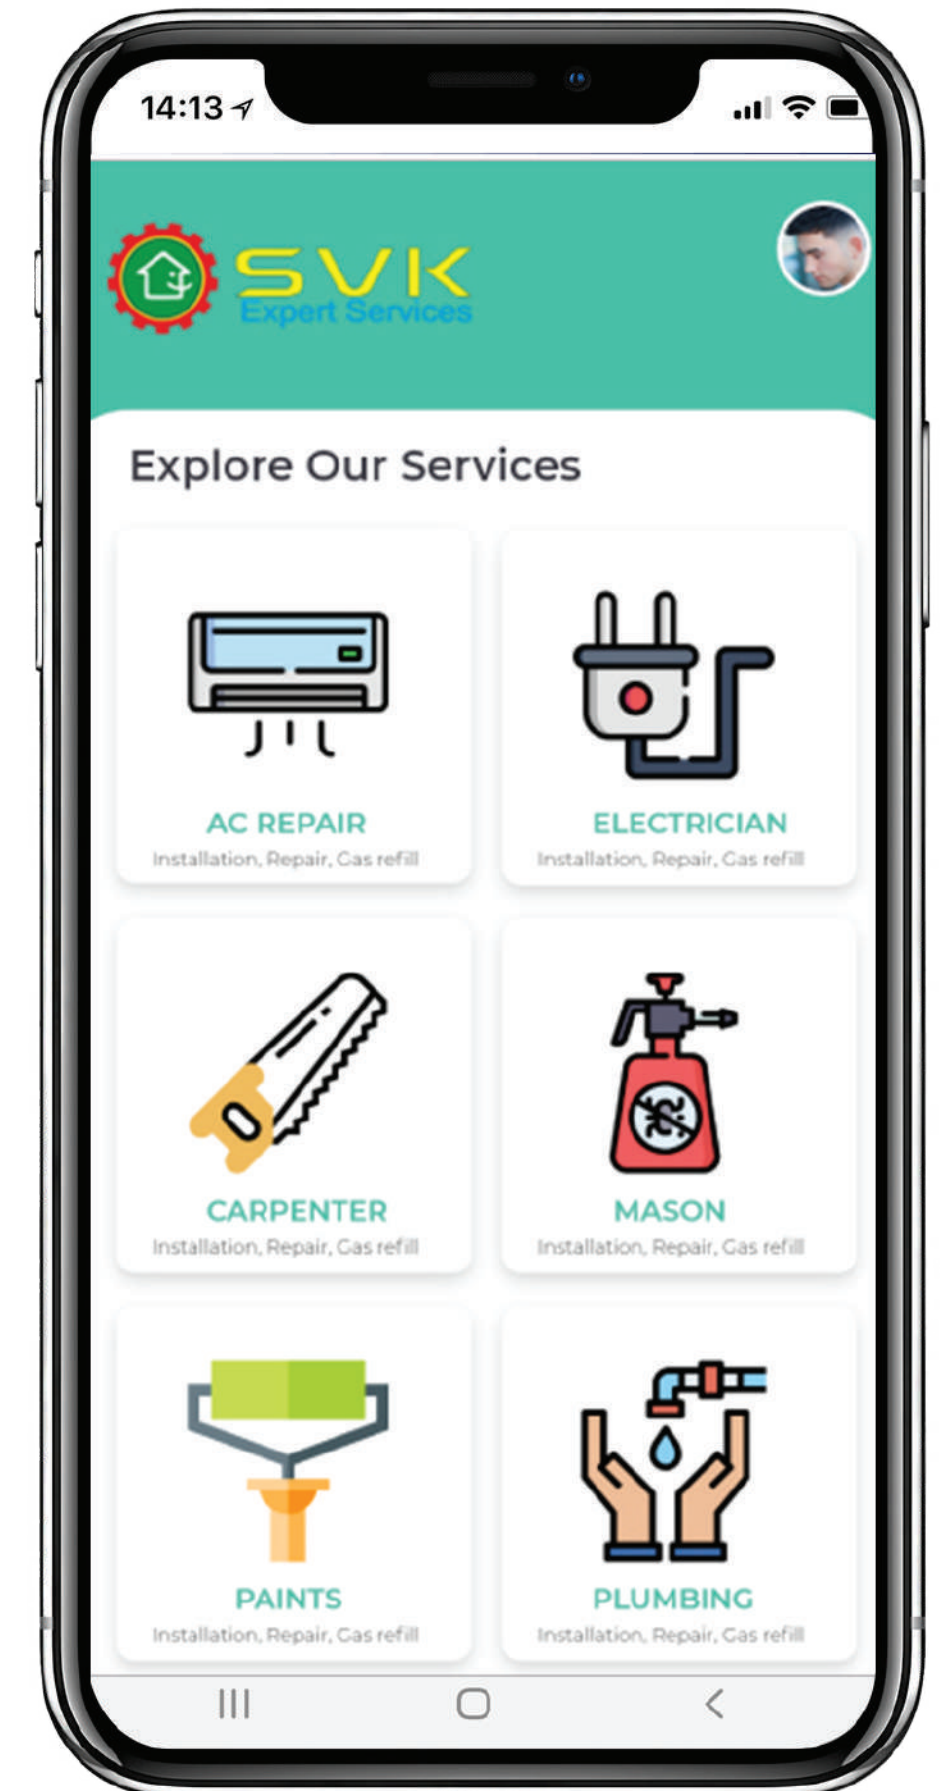 14:13
SVK
Expert Services
Explore Our Services
AC REPAIR
Installation, Repair, Gas refill
ELECTRICIAN
Installation, Repair, Gas refill
CARPENTER
Installation, Repair, Gas refill
MASON
Installation, Repair, Gas refill
PAINTS
Installation, Repair, Gas refill
PLUMBING
Installation, Repair, Gas refill